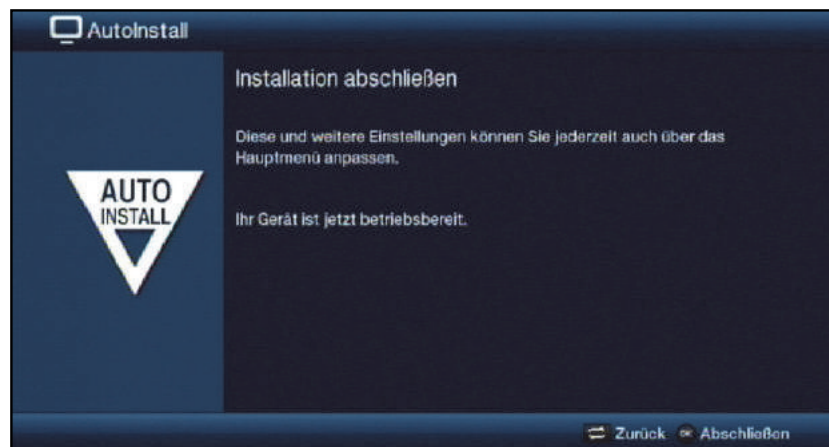 AutoInstall
Installation abschließen
Diese und weitere Einstellungen können Sie jederzeit auch über das
Hauptmenü anpassen.
AUTO
INSTALL
Ihr Gerät ist jetzt betriebsbereit.
Zurück OK Abschließen